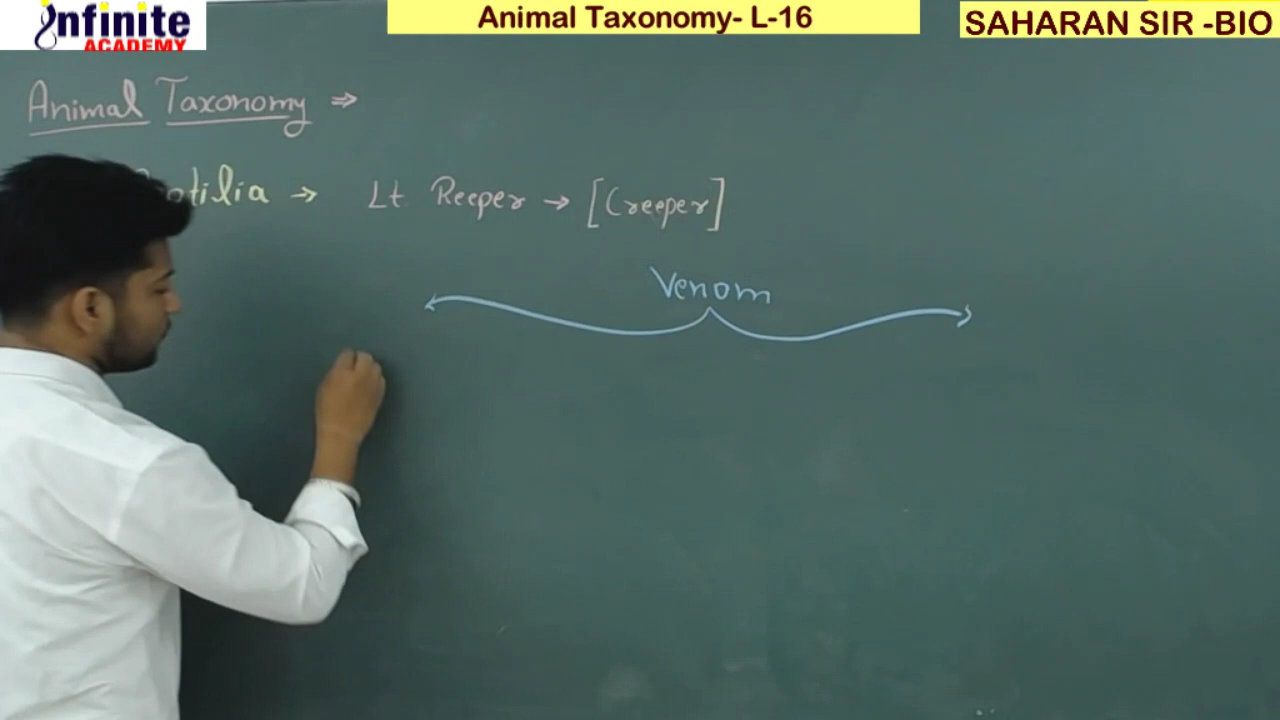 Infinite
ACADEMY
Animal Taxonomy- L-16
SAHARAN SIR -BIO
Animal Taxonomy ⇒
tilia → Lt. Reeper → [Creeper]
Venom